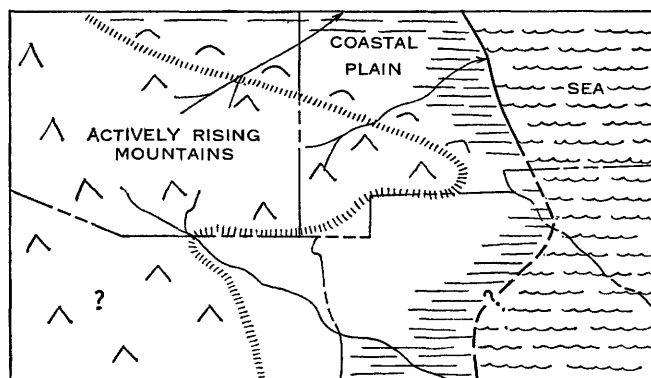 COASTAL
PLAIN
SEA
ACTIVELY RISING
MOUNTAINS
?
?